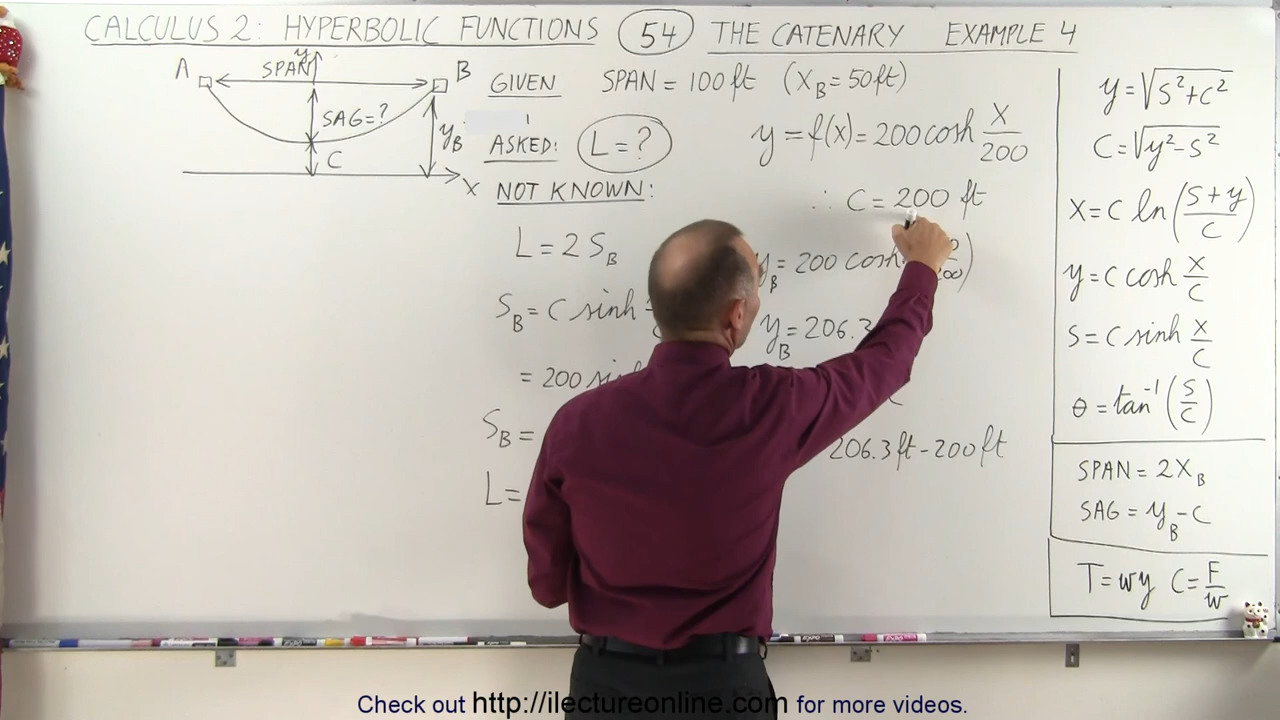 CALCULUS 2: HYPERBOLIC FUNCTIONS 54 THE CATENARY EXAMPLE 4
A SPAN y B
SAG=?
C
y_B
X
GIVEN SPAN = 100 ft (X_B = 50 ft)
ASKED: L = ?
NOT KNOWN:
L = 2 S_B
S_B = C sinh
= 200 sinh
S_B =
L =
y = f(x) = 200 cosh X/200
∴ C = 200 ft
y_B = 200 cosh
y_B = 206.3
206.3 ft - 200 ft
y = √(S²+C²)
C = √(y²-S²)
X = C ln((S+y)/C)
y = C cosh X/C
S = C sinh X/C
θ = tan⁻¹(S/C)
SPAN = 2X_B
SAG = y_B - C
T = wy C = F/w
Check out http://ilectureonline.com for more videos.